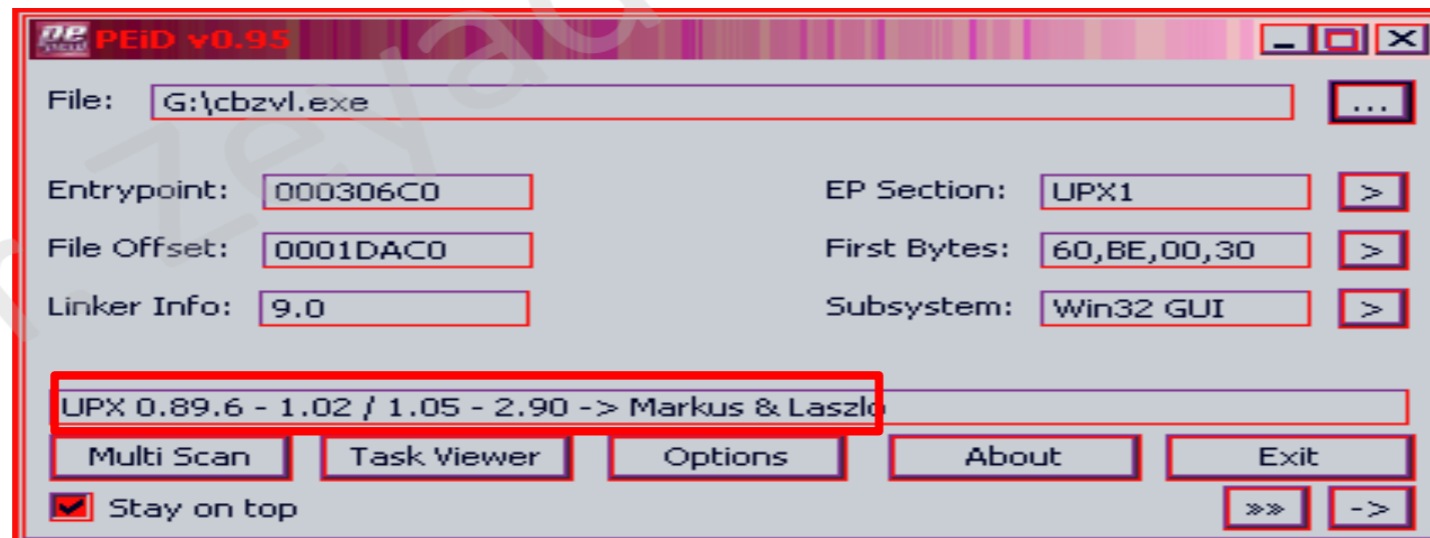 PEiD v0.95
File: G:\cbzvl.exe ...
Entrypoint: 000306C0 EP Section: UPX1 >
File Offset: 0001DAC0 First Bytes: 60,BE,00,30 >
Linker Info: 9.0 Subsystem: Win32 GUI >
UPX 0.89.6 - 1.02 / 1.05 - 2.90 -> Markus & Laszlo
Multi Scan Task Viewer Options About Exit
Stay on top »» ->